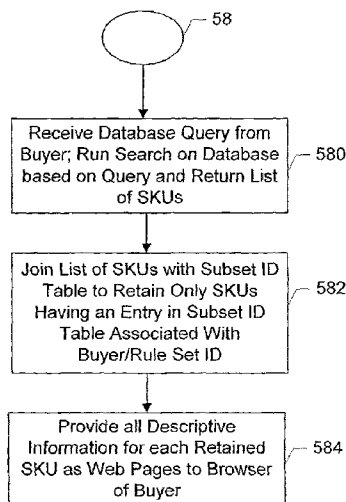 58
Receive Database Query from
Buyer; Run Search on Database
based on Query and Return List
of SKUs
580
Join List of SKUs with Subset ID
Table to Retain Only SKUs
Having an Entry in Subset ID
Table Associated With
Buyer/Rule Set ID
582
Provide all Descriptive
Information for each Retained
SKU as Web Pages to Browser
of Buyer
584